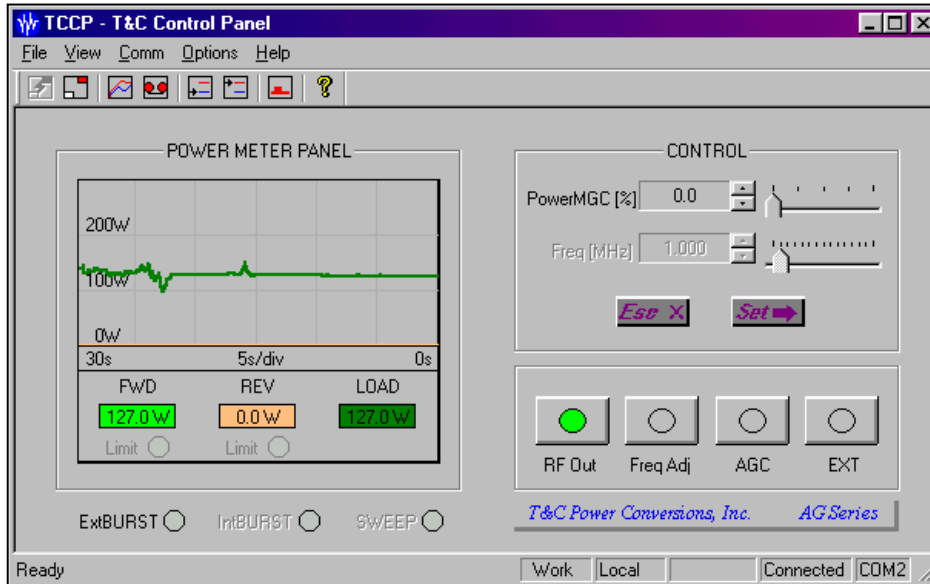 TCCP - T&C Control Panel
File View Comm Options Help
POWER METER PANEL
200W
100W
0W
30s 5s/div 0s
FWD REV LOAD
127.0 W 0.0 W 127.0 W
Limit Limit
ExtBURST IntBURST SWEEP
CONTROL
PowerMGC [%] 0.0
Freq [MHz] 1.000
Esc X Set
RF Out Freq Adj AGC EXT
T&C Power Conversions, Inc. AG Series
Ready Work Local Connected COM2